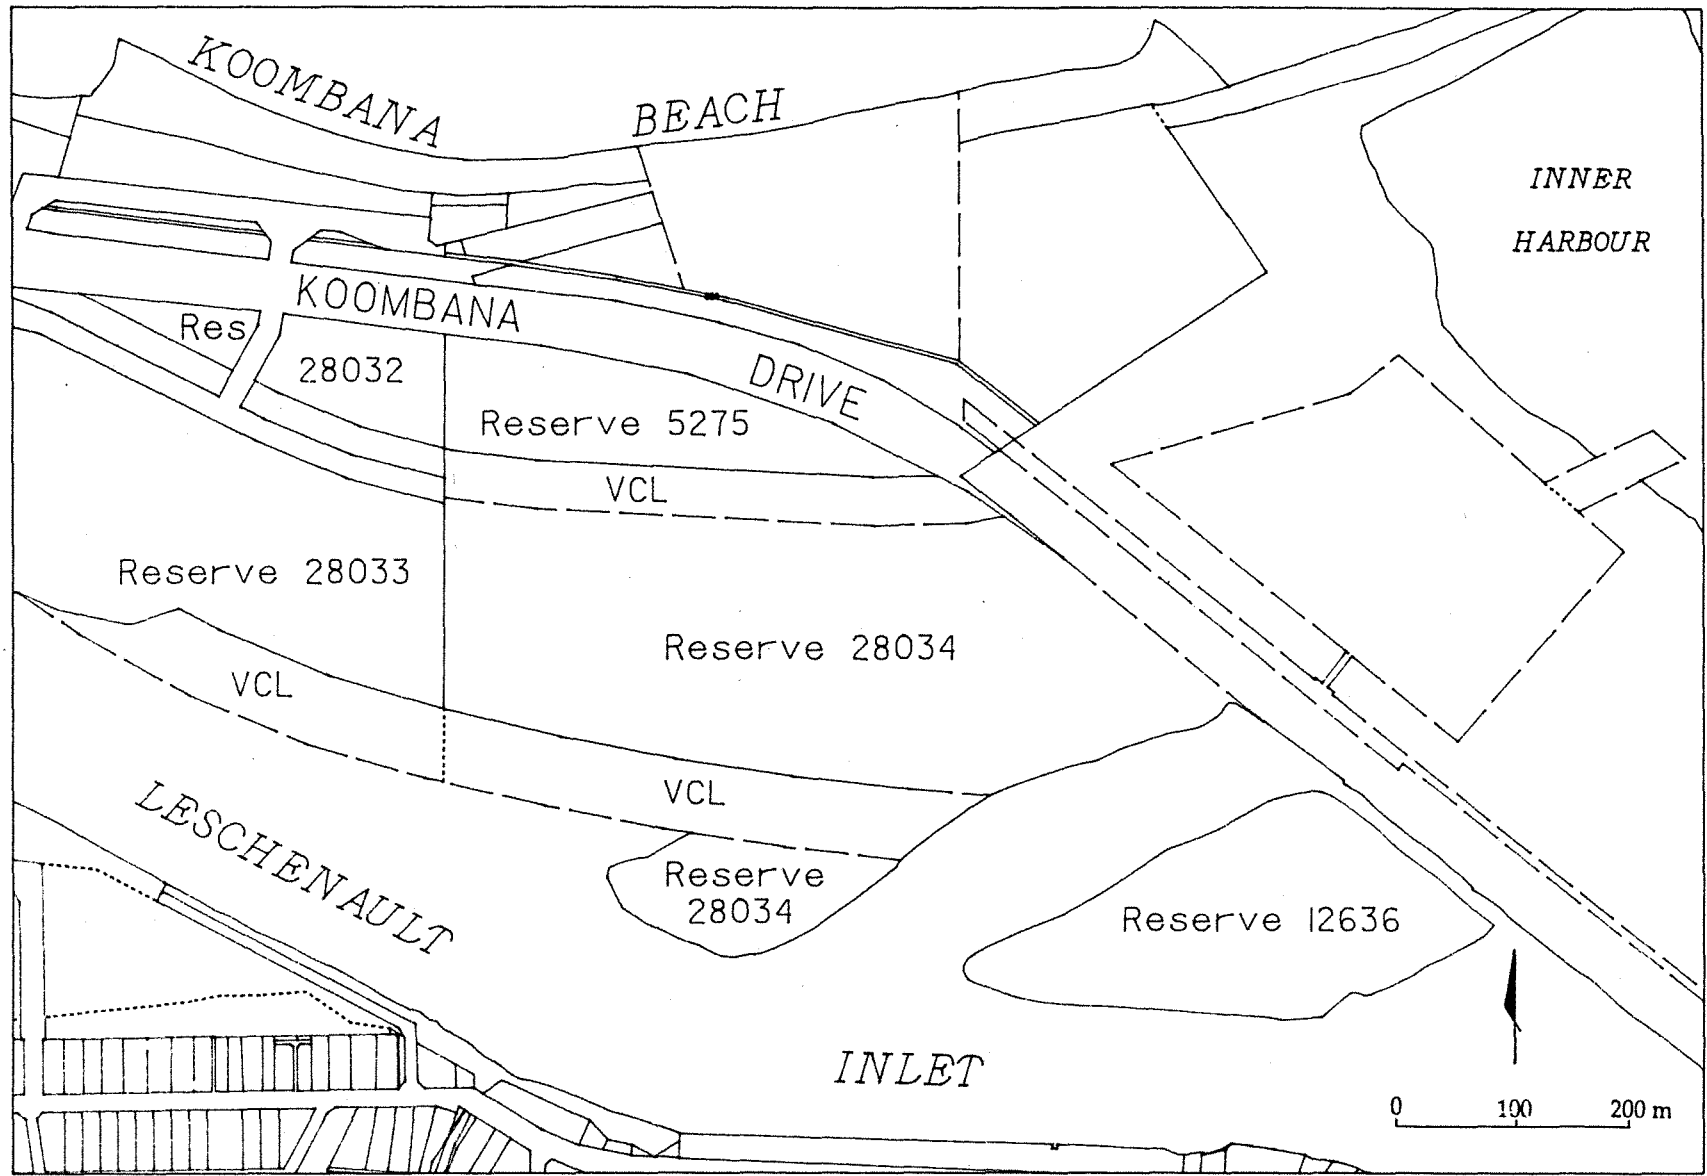 KOOMBANA BEACH
INNER
HARBOUR
KOOMBANA DRIVE
Res
28032
Reserve 5275
VCL
Reserve 28033
Reserve 28034
VCL
VCL
LESCHENAULT INLET
Reserve
28034
Reserve 12636
0 100 200 m